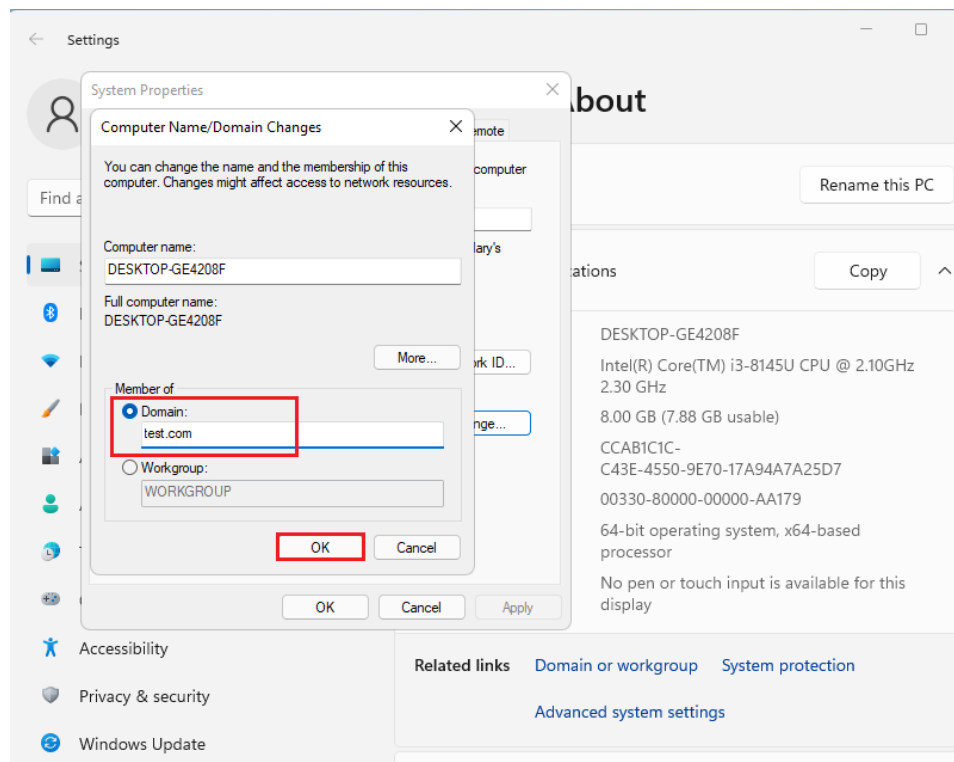 Settings
System Properties
About
Computer Name/Domain Changes
You can change the name and the membership of this
computer. Changes might affect access to network resources.
computer
Rename this PC
Find
Computer name:
DESKTOP-GE4208F
Copy
Full computer name:
DESKTOP-GE4208F
More...
ID...
Member of
Domain:
test.com
Workgroup:
WORKGROUP
OK
Cancel
OK
Cancel
Apply
DESKTOP-GE4208F
Intel(R) Core(TM) i3-8145U CPU @ 2.10GHz
2.30 GHz
8.00 GB (7.88 GB usable)
CCAB1C1C-
C43E-4550-9E70-17A94A7A25D7
00330-80000-00000-AA179
64-bit operating system, x64-based
processor
No pen or touch input is available for this
display
Accessibility
Privacy & security
Windows Update
Related links
Domain or workgroup
System protection
Advanced system settings